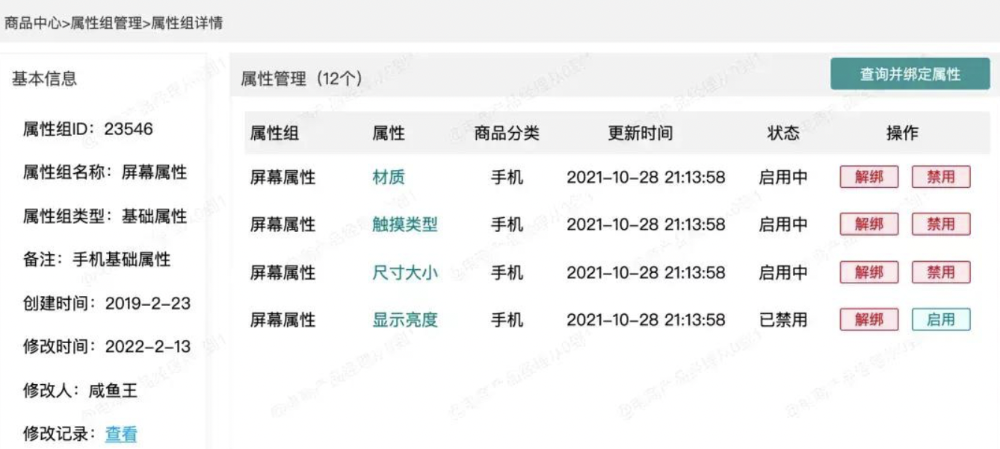 商品中心>属性组管理>属性组详情
基本信息
属性组ID：23546
属性组名称：屏幕属性
属性组类型：基础属性
备注：手机基础属性
创建时间：2019-2-23
修改时间：2022-2-13
修改人：咸鱼王
修改记录：查看
属性管理（12个）
查询并绑定属性
属性组 属性 商品分类 更新时间 状态 操作
屏幕属性 材质 手机 2021-10-28 21:13:58 启用中 解绑 禁用
屏幕属性 触摸类型 手机 2021-10-28 21:13:58 启用中 解绑 禁用
屏幕属性 尺寸大小 手机 2021-10-28 21:13:58 启用中 解绑 禁用
屏幕属性 显示亮度 手机 2021-10-28 21:13:58 已禁用 解绑 启用